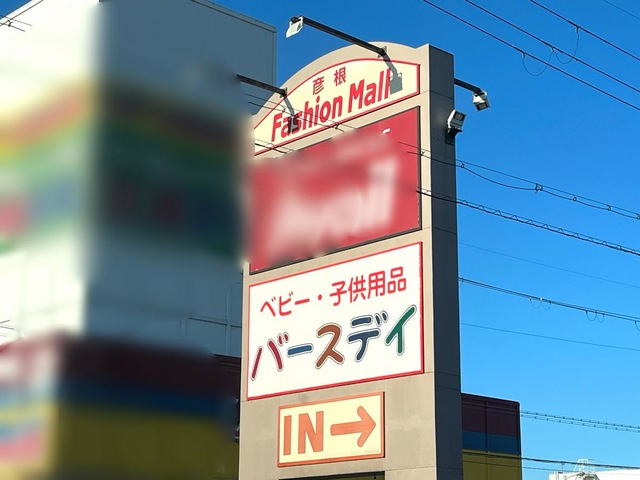 彦根
Fashion Mall
ベビー・子供用品
バースデイ
IN→